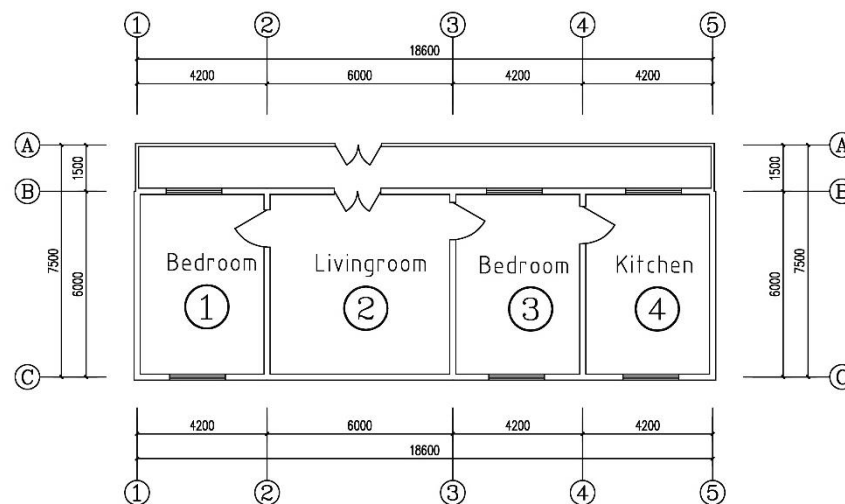 1 2 3 4 5
18600
4200 6000 4200 4200
A A
1500 1500
B B
7500 6000 6000 7500
Bedroom Livingroom Bedroom Kitchen
1 2 3 4
C C
4200 6000 4200 4200
18600
1 2 3 4 5